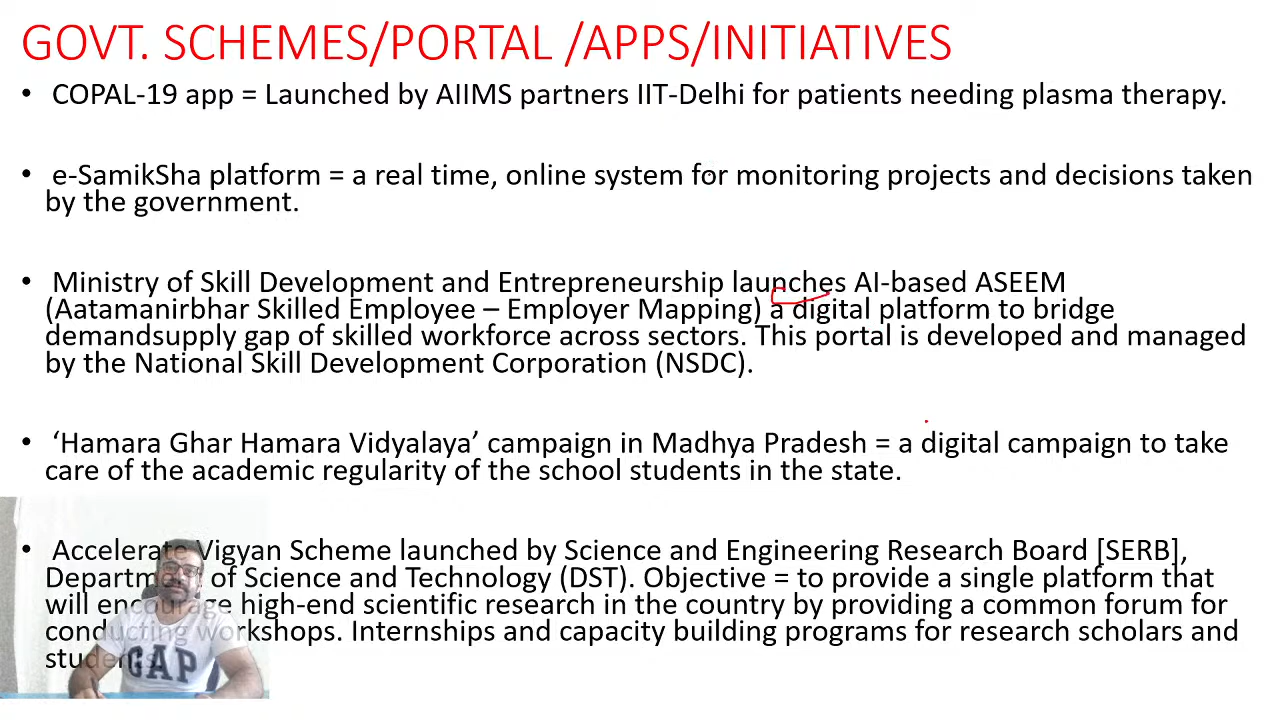 GOVT. SCHEMES/PORTAL /APPS/INITIATIVES
• COPAL-19 app = Launched by AIIMS partners IIT-Delhi for patients needing plasma therapy.
• e-SamikSha platform = a real time, online system for monitoring projects and decisions taken
by the government.
• Ministry of Skill Development and Entrepreneurship launches AI-based ASEEM
(Aatamanirbhar Skilled Employee – Employer Mapping) a digital platform to bridge
demandsupply gap of skilled workforce across sectors. This portal is developed and managed
by the National Skill Development Corporation (NSDC).
• ‘Hamara Ghar Hamara Vidyalaya’ campaign in Madhya Pradesh = a digital campaign to take
care of the academic regularity of the school students in the state.
• Accelerate Vigyan Scheme launched by Science and Engineering Research Board [SERB],
Department of Science and Technology (DST). Objective = to provide a single platform that
will encourage high-end scientific research in the country by providing a common forum for
conducting workshops. Internships and capacity building programs for research scholars and
students.
GAP